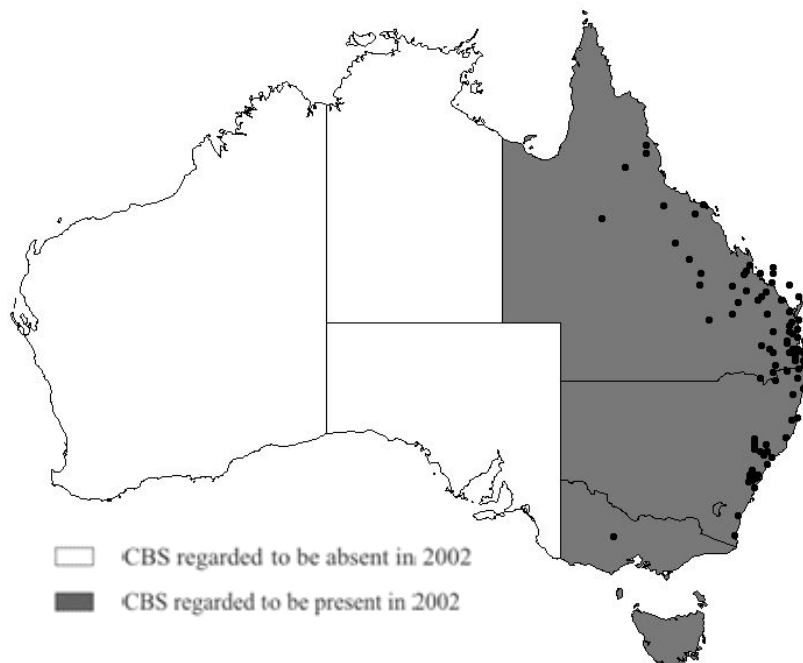 CBS regarded to be absent in 2002
CBS regarded to be present in 2002